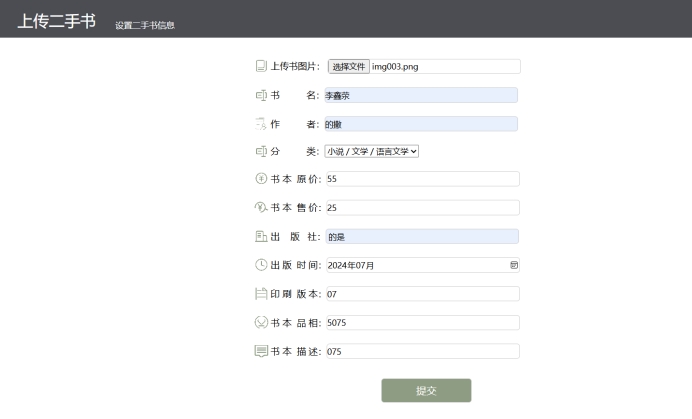 上传二手书 设置二手书信息
上传书图片： 选择文件 img003.png
书 名： 李鑫荥
作 者： 的撒
分 类： 小说 / 文学 / 语言文学
书 本 原 价： 55
书 本 售 价： 25
出 版 社： 的是
出 版 时 间： 2024年07月
印 刷 版 本： 07
书 本 品 相： 5075
书 本 描 述： 075
提交